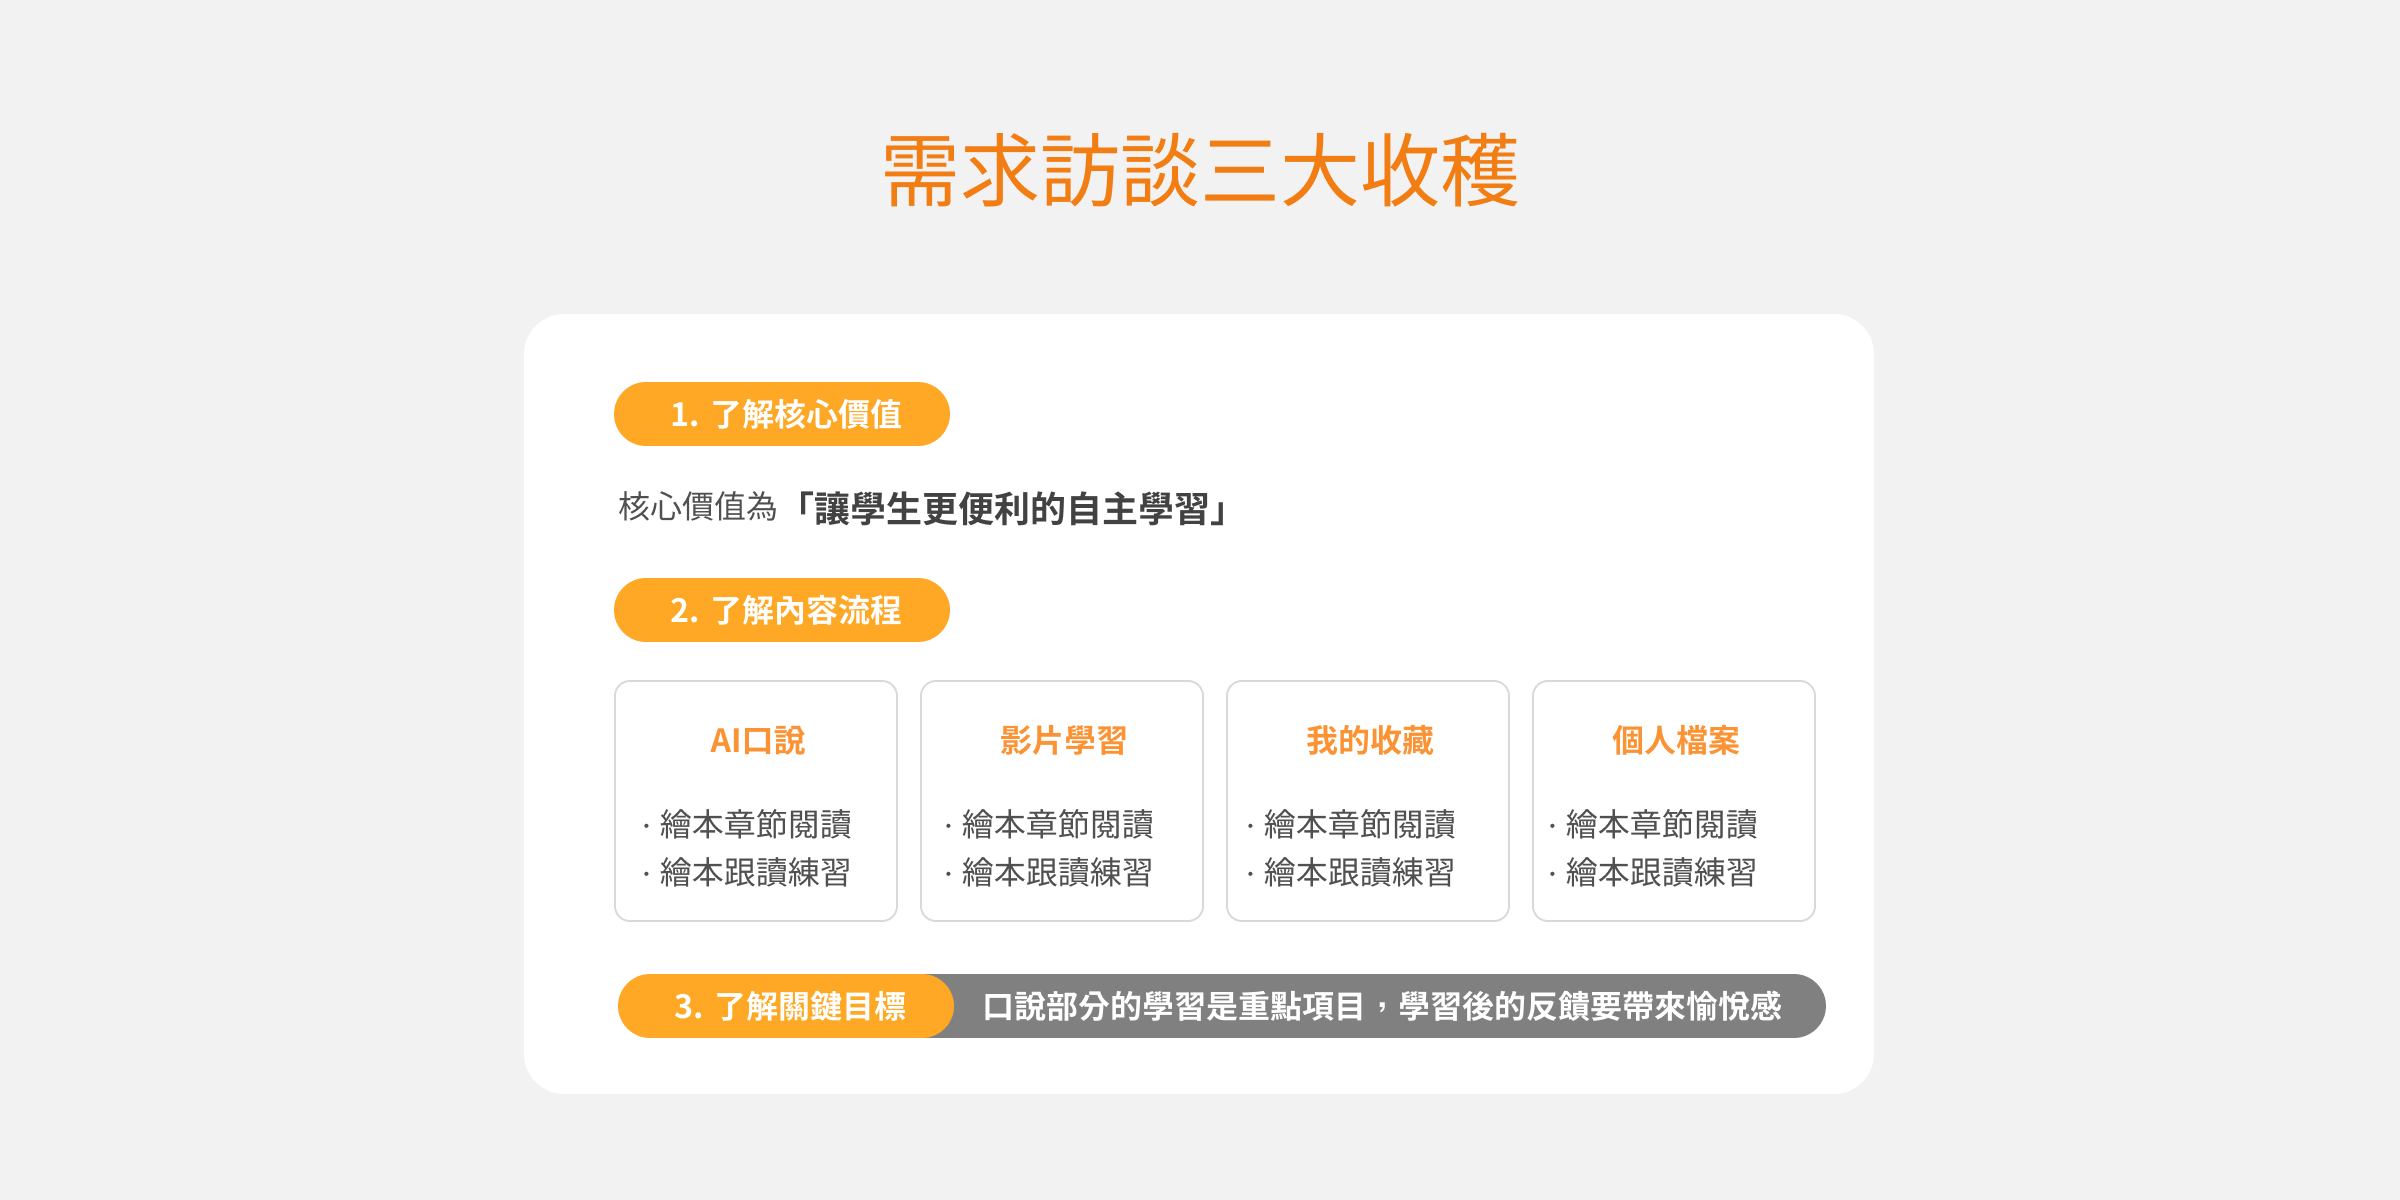 需求訪談三大收穫
1. 了解核心價值
核心價值為「讓學生更便利的自主學習」
2. 了解內容流程
AI口說
· 繪本章節閱讀
· 繪本跟讀練習
影片學習
· 繪本章節閱讀
· 繪本跟讀練習
我的收藏
· 繪本章節閱讀
· 繪本跟讀練習
個人檔案
· 繪本章節閱讀
· 繪本跟讀練習
3. 了解關鍵目標
口說部分的學習是重點項目，學習後的反饋要帶來愉悅感